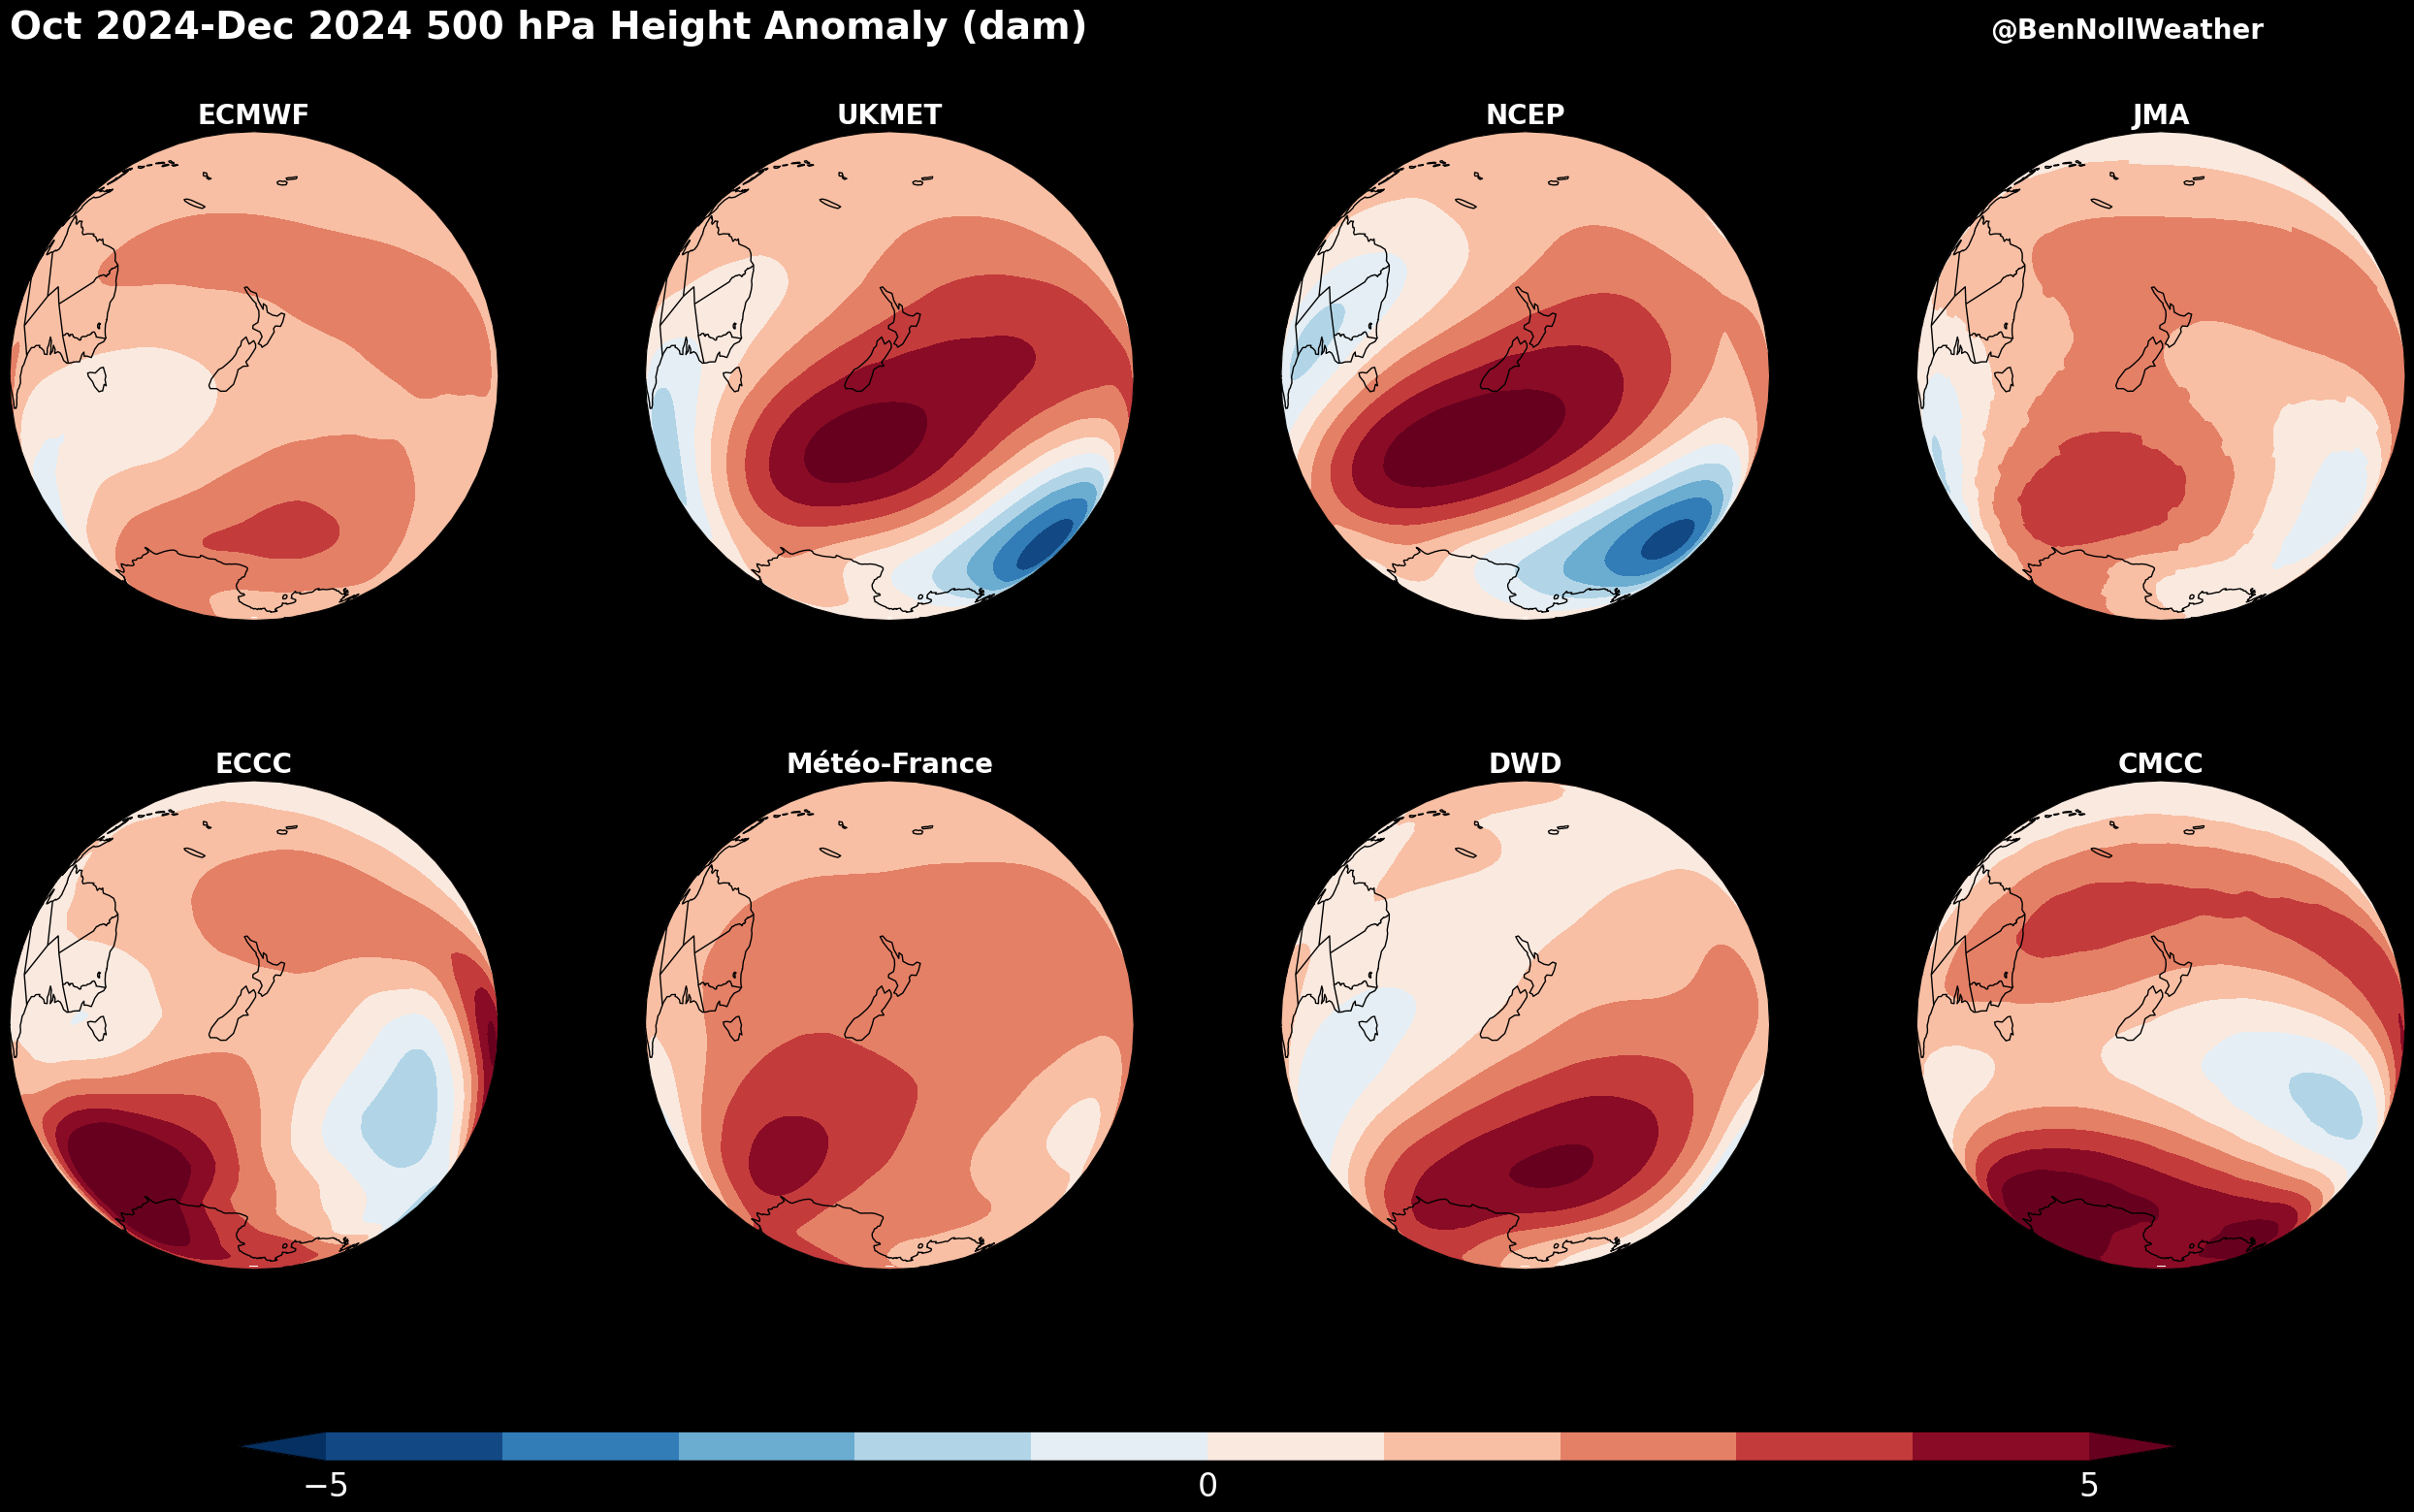 Oct 2024-Dec 2024 500 hPa Height Anomaly (dam)
@BenNollWeather
ECMWF
UKMET
NCEP
JMA
ECCC
Météo-France
DWD
CMCC
−5
0
5